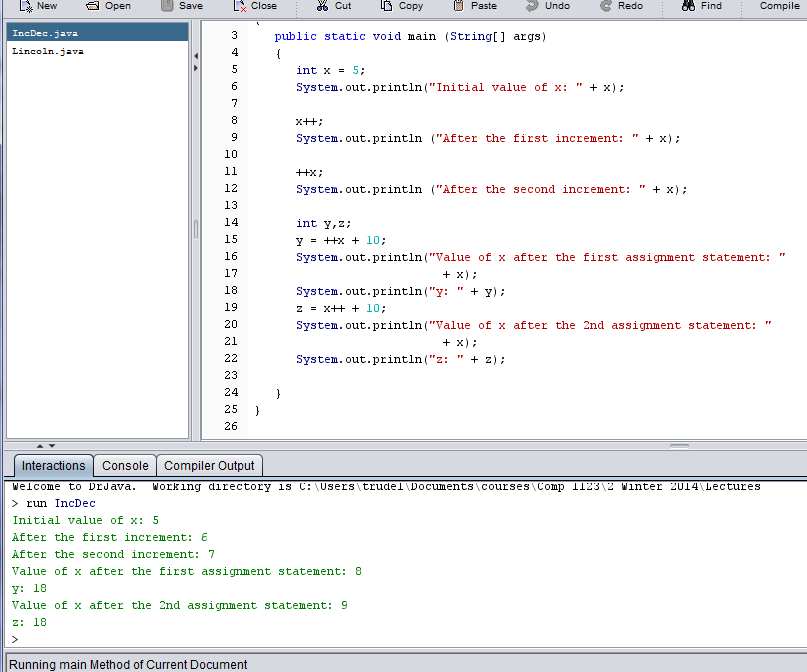 New Open Save Close Cut Copy Paste Undo Redo Find Compile
IncDec.java
Lincoln.java
3 public static void main (String[] args)
4 {
5 int x = 5;
6 System.out.println("Initial value of x: " + x);
7
8 x++;
9 System.out.println ("After the first increment: " + x);
10
11 ++x;
12 System.out.println ("After the second increment: " + x);
13
14 int y,z;
15 y = ++x + 10;
16 System.out.println("Value of x after the first assignment statement: "
17 + x);
18 System.out.println("y: " + y);
19 z = x++ + 10;
20 System.out.println("Value of x after the 2nd assignment statement: "
21 + x);
22 System.out.println("z: " + z);
23
24 }
25 }
26
Interactions Console Compiler Output
Welcome to DrJava. Working directory is C:\Users\trudel\Documents\courses\Comp 1123\2 Winter 2014\Lectures
> run IncDec
Initial value of x: 5
After the first increment: 6
After the second increment: 7
Value of x after the first assignment statement: 8
y: 18
Value of x after the 2nd assignment statement: 9
z: 18
>
Running main Method of Current Document